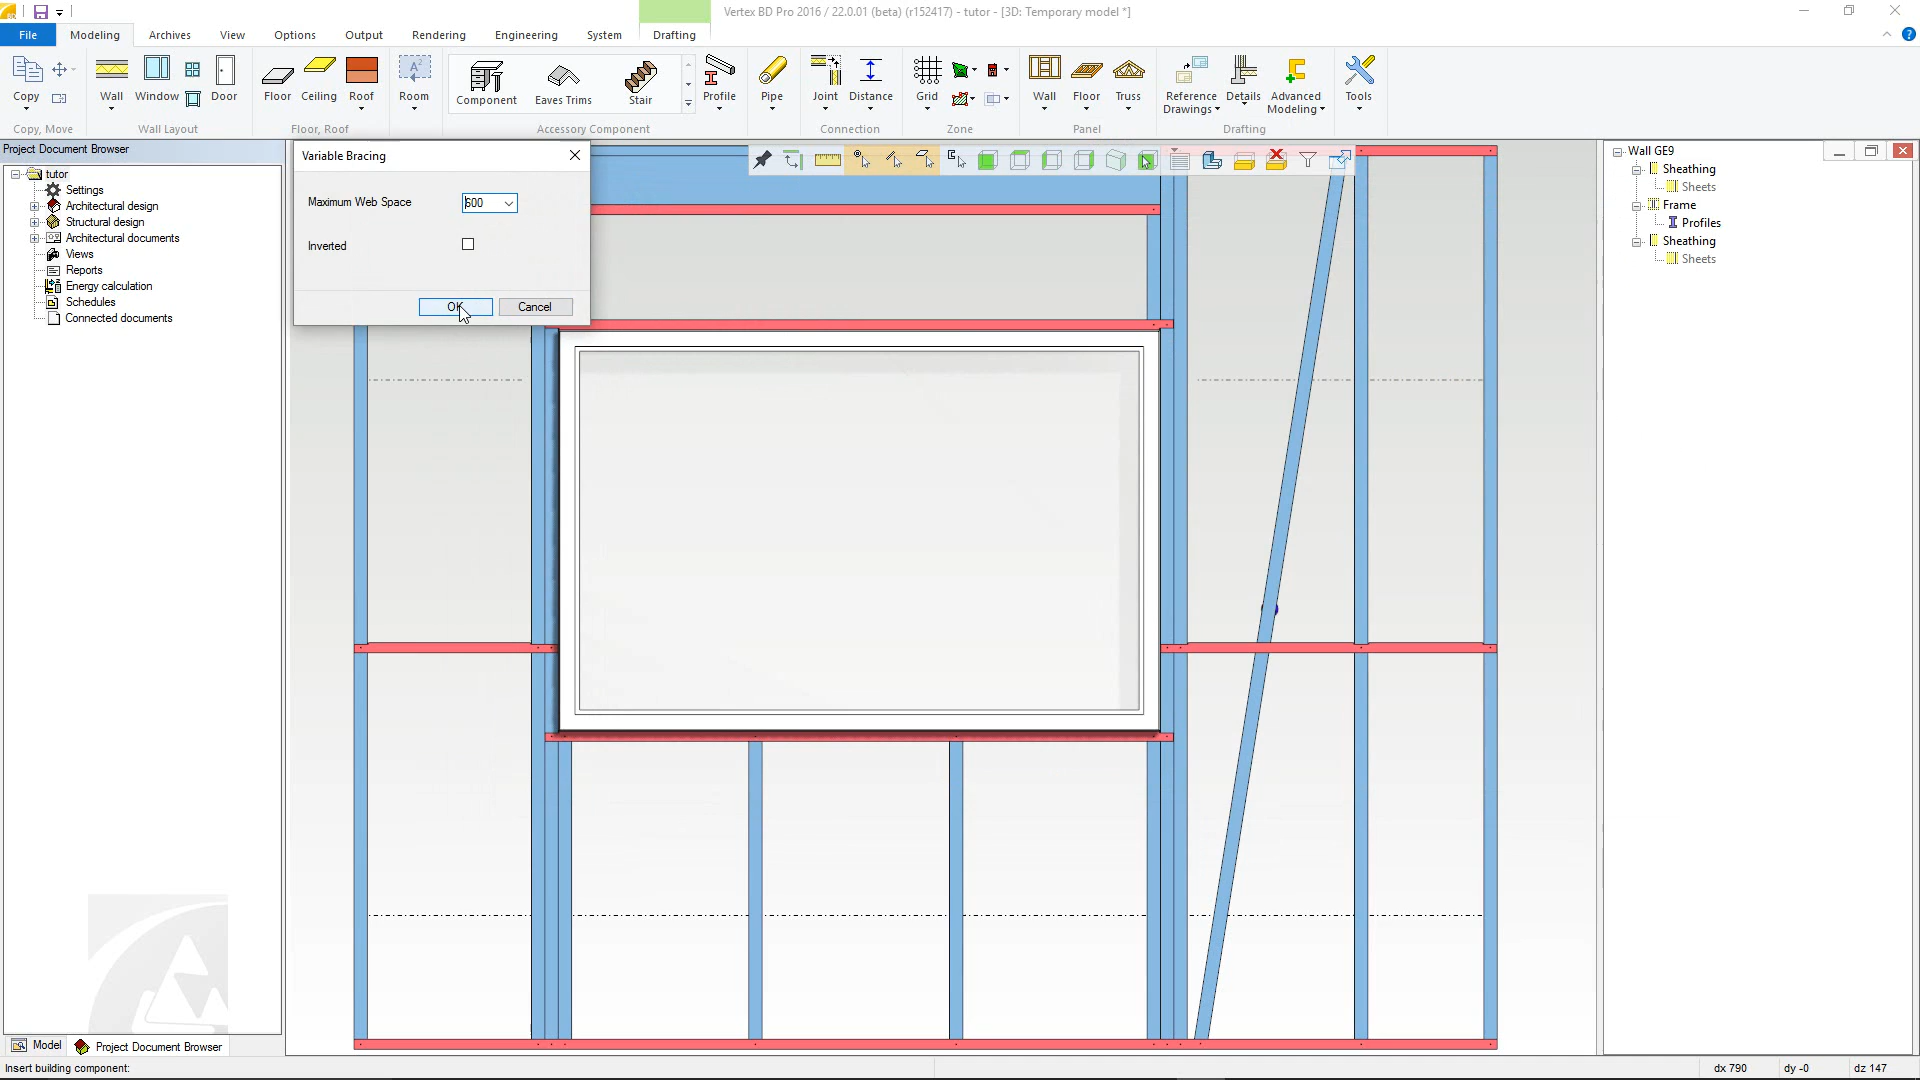 Vertex BD Pro 2016 / 22.0.01 (beta) (r152417) - tutor - [3D: Temporary model *]
File
Modeling
Archives
View
Options
Output
Rendering
Engineering
System
Drafting
Copy
Wall
Window
Door
Floor
Ceiling
Roof
Room
Component
Eaves Trims
Stair
Profile
Pipe
Joint
Distance
Grid
Wall
Floor
Truss
Reference
Drawings
Details
Advanced
Modeling
Tools
Copy, Move
Wall Layout
Floor, Roof
Accessory Component
Connection
Zone
Panel
Drafting
Project Document Browser
tutor
Settings
Architectural design
Structural design
Architectural documents
Views
Reports
Energy calculation
Schedules
Connected documents
Variable Bracing
Maximum Web Space
600
Inverted
OK
Cancel
Wall GE9
Sheathing
Sheets
Frame
Profiles
Sheathing
Sheets
Model
Project Document Browser
Insert building component:
dx 790
dy -0
dz 147